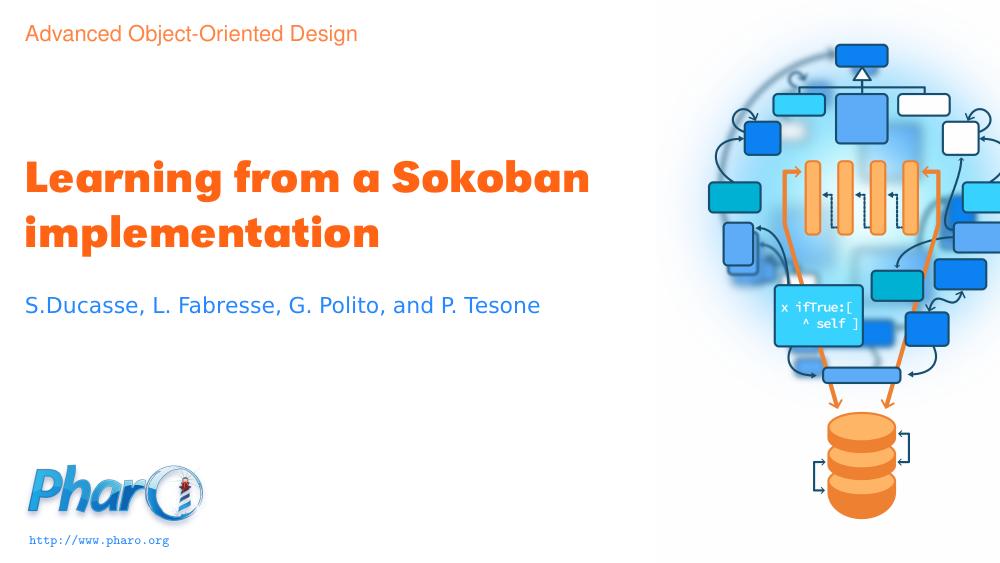 Advanced Object-Oriented Design
Learning from a Sokoban
implementation
S.Ducasse, L. Fabresse, G. Polito, and P. Tesone
x ifTrue:[
^ self ]
Pharo
http://www.pharo.org